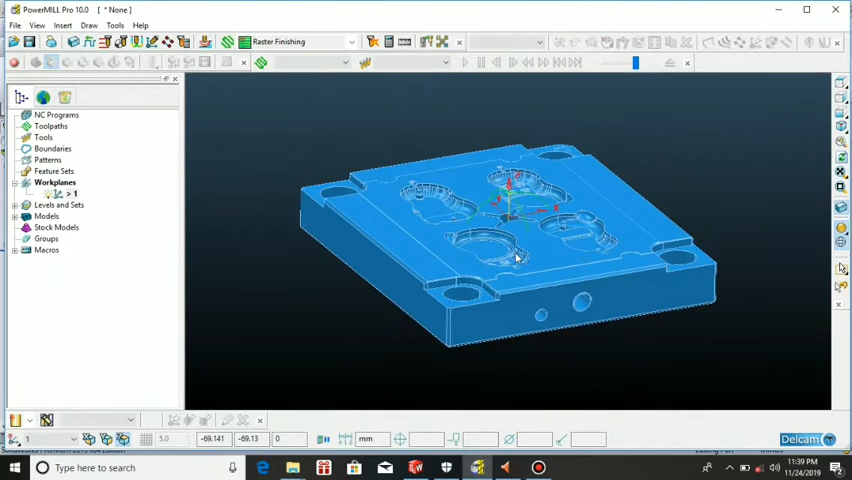 PowerMILL Pro 10.0 [ * None ]
File View Insert Draw Tools Help
Raster Finishing
NC Programs
Toolpaths
Tools
Boundaries
Patterns
Feature Sets
Workplanes
> 1
Levels and Sets
Models
Stock Models
Groups
Macros
X
1 5.0 -69.141 -69.13 0 mm Delcam
Type here to search
11:39 PM
11/24/2019